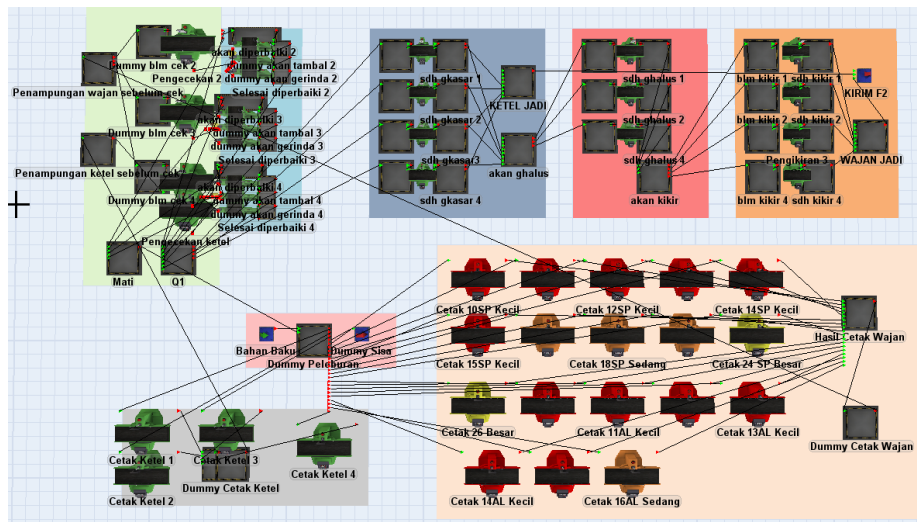 akan diperbaiki 2
Dummy blm cek 2
dummy akan tambal 2
Pengecekan 2
dummy akan gerinda 2
Penampungan wajan sebelum cek
Selesai diperbaiki 2
akan diperbaiki 3
Dummy blm cek 3
dummy akan tambal 3
dummy akan gerinda 3
Selesai diperbaiki 3
Penampungan ketel sebelum cek
akan diperbaiki 4
Dummy blm cek 4
dummy akan tambal 4
dummy akan gerinda 4
Selesai diperbaiki 4
Pengecekan ketel
Mati
Q1
sdh gkasar 1
sdh gkasar 2
sdh gkasar3
sdh gkasar 4
KETEL JADI
akan ghalus
sdh ghalus 1
sdh ghalus 2
sdh ghalus 4
akan kikir
blm kikir 1
sdh kikir 1
blm kikir 2
sdh kikir 2
Pengikiran 3
blm kikir 4
sdh kikir 4
KIRIM F2
WAJAN JADI
Bahan Baku
Dummy Sisa
Dummy Peleburan
Cetak 10SP Kecil
Cetak 12SP Kecil
Cetak 14SP Kecil
Hasil Cetak Wajan
Cetak 15SP Kecil
Cetak 18SP Sedang
Cetak 24 SP Besar
Cetak 26 Besar
Cetak 11AL Kecil
Cetak 13AL Kecil
Dummy Cetak Wajan
Cetak 14AL Kecil
Cetak 16AL Sedang
Cetak Ketel 1
Cetak Ketel 3
Cetak Ketel 4
Dummy Cetak Ketel
Cetak Ketel 2